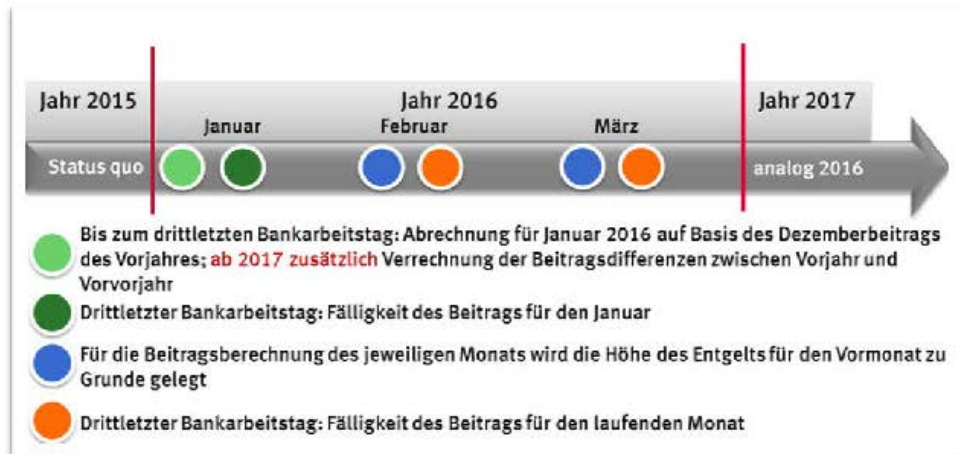 Jahr 2015
Jahr 2016
Jahr 2017
Januar
Februar
März
Status quo
analog 2016
Bis zum drittletzten Bankarbeitstag: Abrechnung für Januar 2016 auf Basis des Dezemberbeitrags
des Vorjahres; ab 2017 zusätzlich Verrechnung der Beitragsdifferenzen zwischen Vorjahr und
Vorvorjahr
Drittletzter Bankarbeitstag: Fälligkeit des Beitrags für den Januar
Für die Beitragsberechnung des jeweiligen Monats wird die Höhe des Entgelts für den Vormonat zu
Grunde gelegt
Drittletzter Bankarbeitstag: Fälligkeit des Beitrags für den laufenden Monat